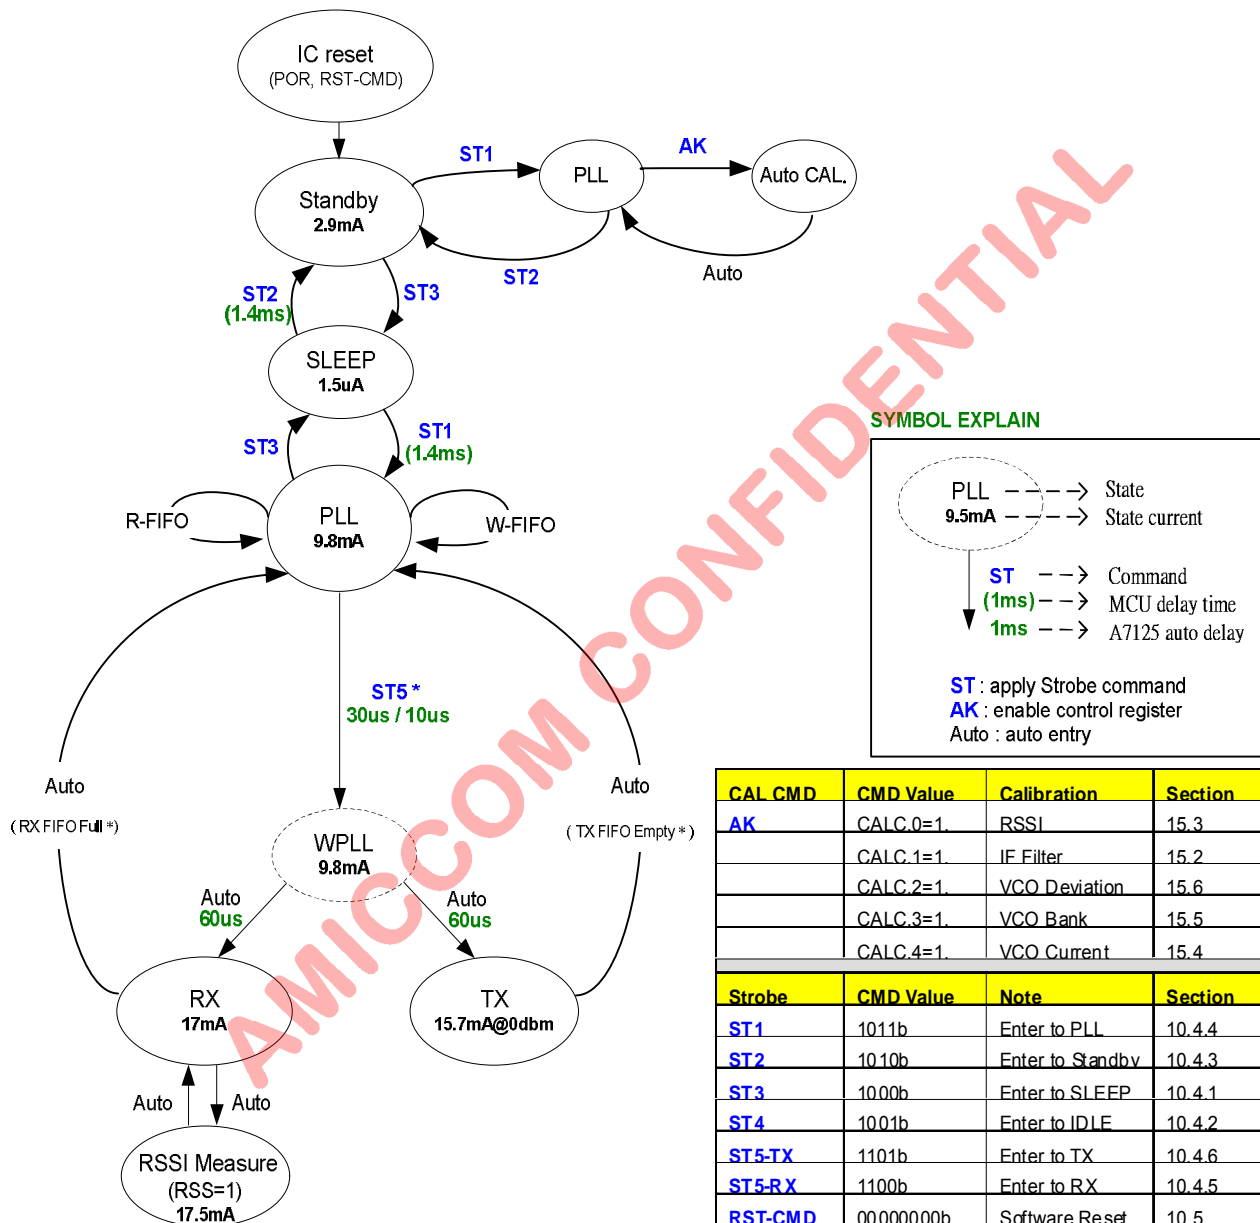 IC reset
(POR, RST-CMD)
ST1
AK
Standby
2.9mA
PLL
Auto CAL.
ST2
Auto
ST2
(1.4ms)
ST3
SLEEP
1.5uA
ST3
ST1
(1.4ms)
R-FIFO
PLL
9.8mA
W-FIFO
ST5 *
30us / 10us
Auto
( RX FIFO Full *)
Auto
( TX FIFO Empty * )
WPLL
9.8mA
Auto
60us
Auto
60us
RX
17mA
TX
15.7mA@0dbm
Auto
Auto
RSSI Measure
(RSS=1)
17.5mA
SYMBOL EXPLAIN
PLL
State
9.5mA
State current
ST
Command
(1ms)
MCU delay time
1ms
A7125 auto delay
ST : apply Strobe command
AK : enable control register
Auto : auto entry
CAL CMD CMD Value Calibration Section
AK CALC.0=1. RSSI 15.3
CALC.1=1. IF Filter 15.2
CALC.2=1. VCO Deviation 15.6
CALC.3=1. VCO Bank 15.5
CALC.4=1. VCO Current 15.4
Strobe CMD Value Note Section
ST1 1011b Enter to PLL 10.4.4
ST2 1010b Enter to Standby 10.4.3
ST3 1000b Enter to SLEEP 10.4.1
ST4 1001b Enter to IDLE 10.4.2
ST5-TX 1101b Enter to TX 10.4.6
ST5-RX 1100b Enter to RX 10.4.5
RST-CMD 00000000b Software Reset 10.5
AMICCOM CONFIDENTIAL